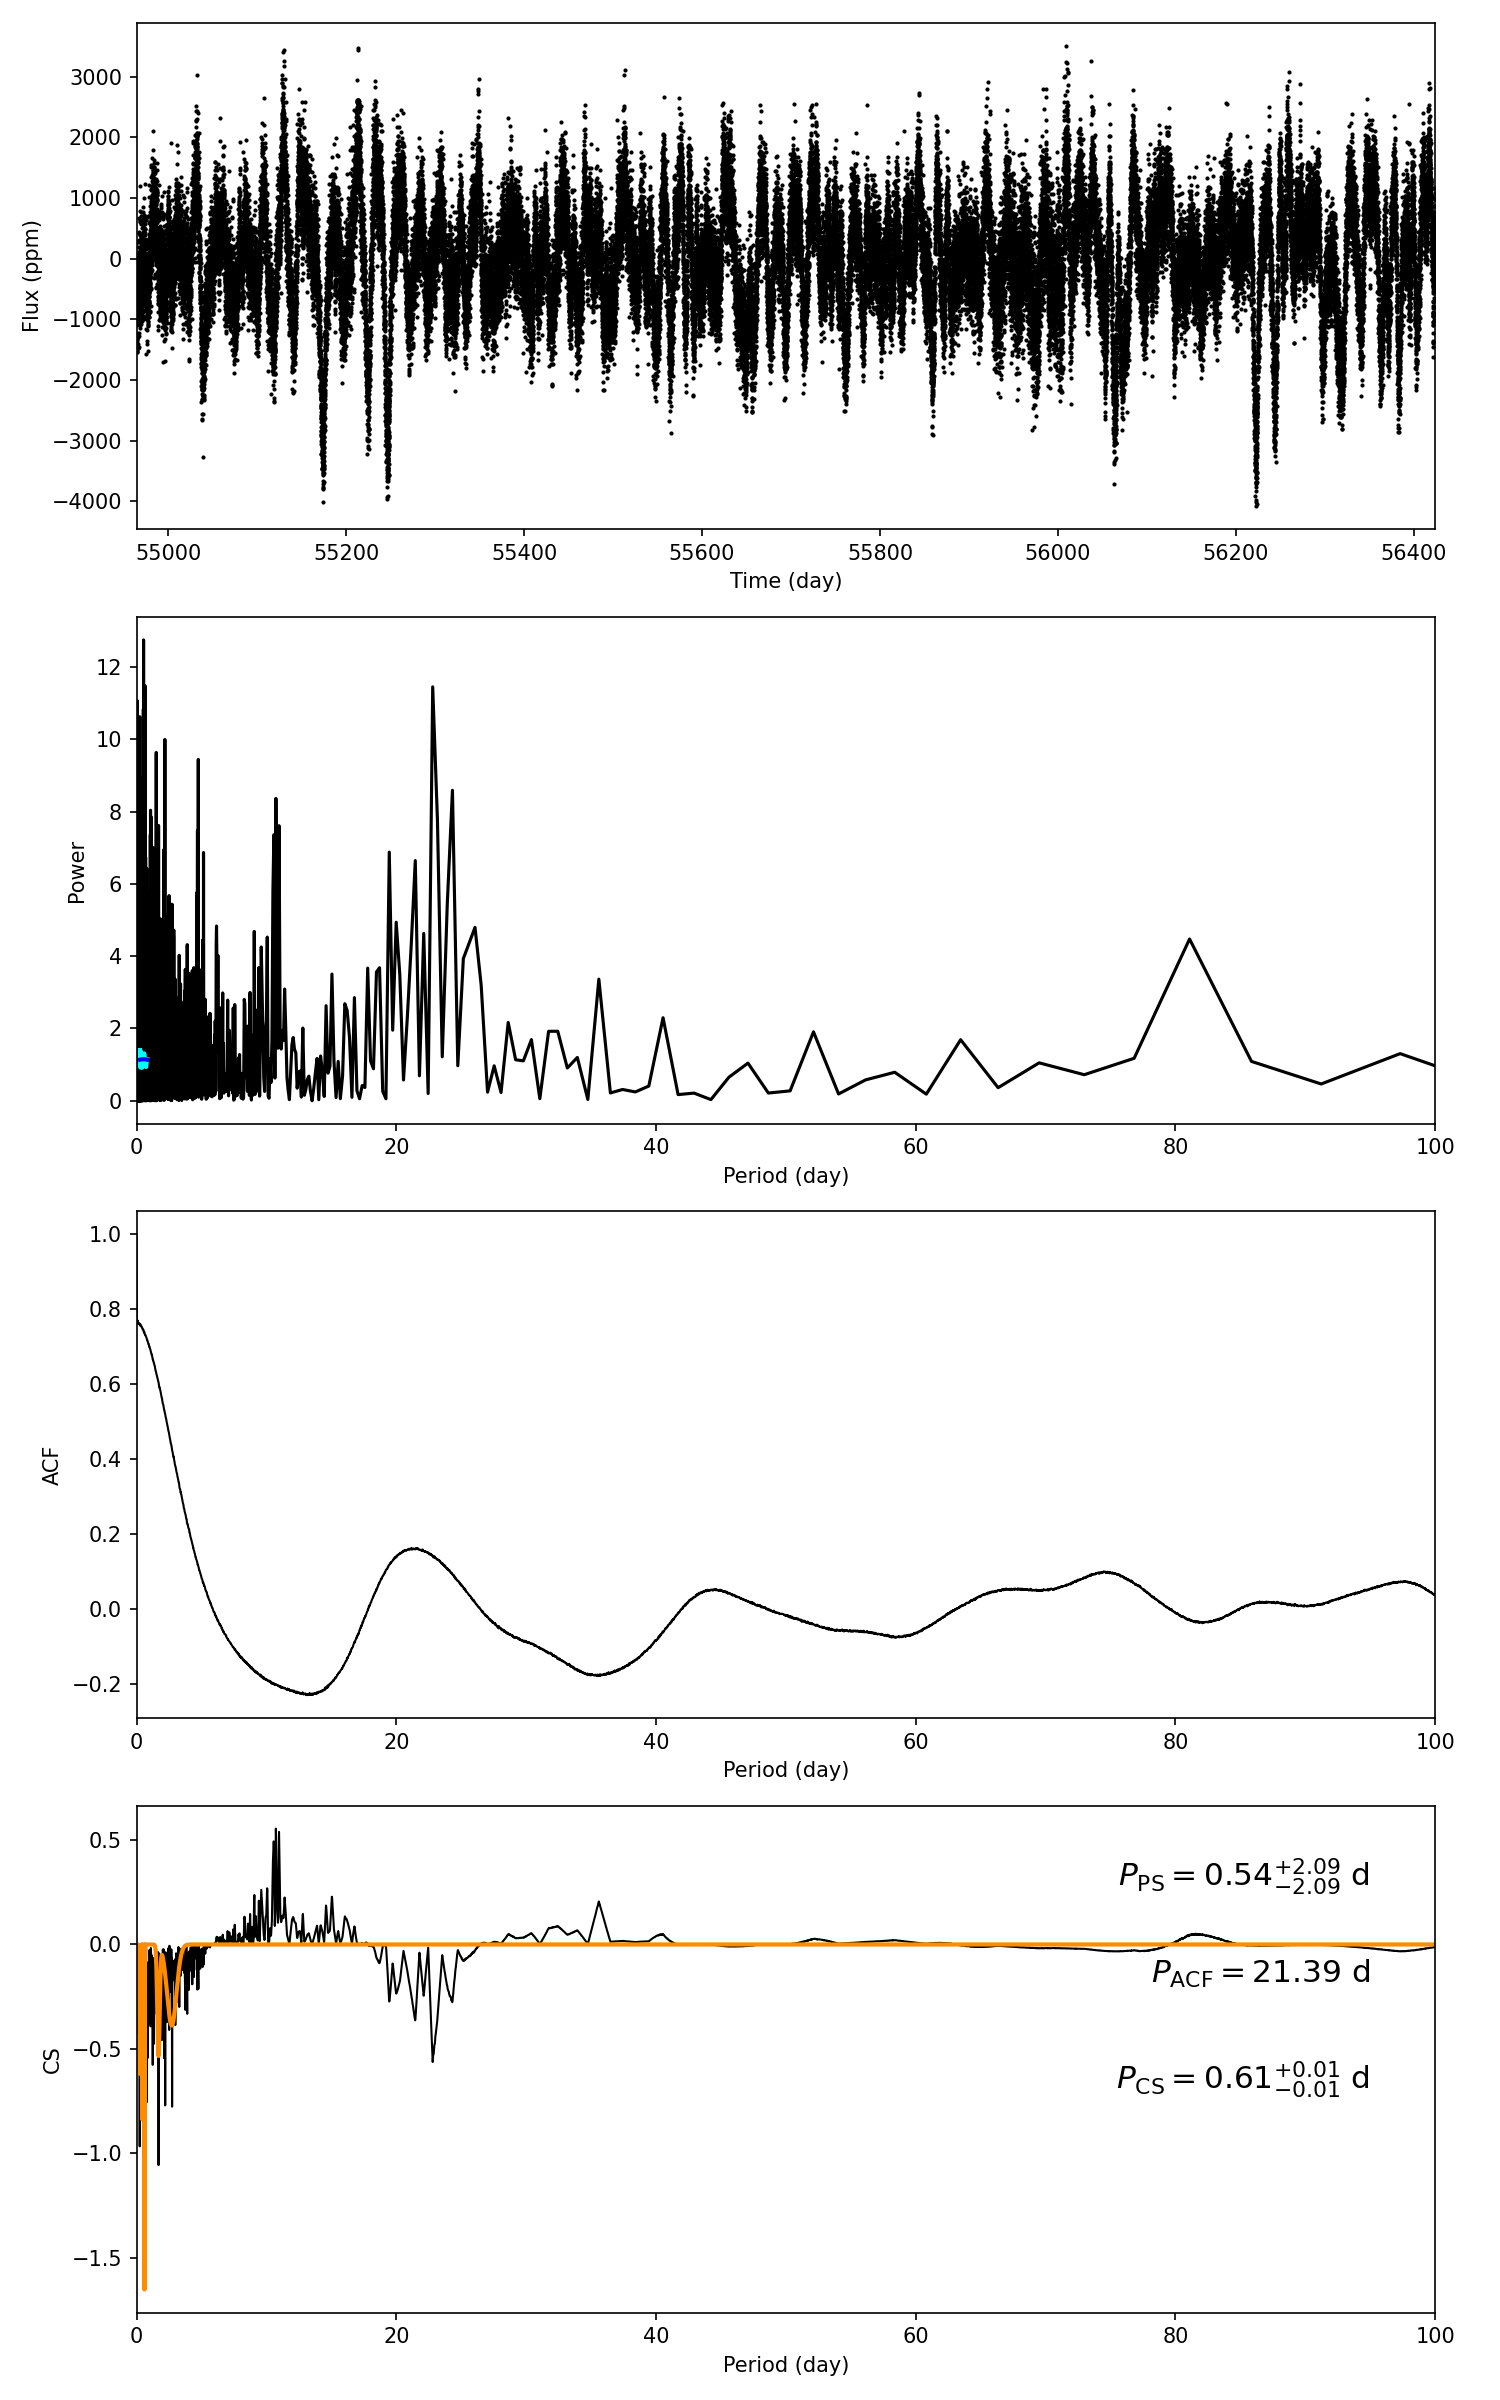 3000
2000
1000
0
−1000
−2000
−3000
−4000
Flux (ppm)
55000 55200 55400 55600 55800 56000 56200 56400
Time (day)
12
10
8
6
4
2
0
Power
0 20 40 60 80 100
Period (day)
1.0
0.8
0.6
0.4
0.2
0.0
−0.2
ACF
0 20 40 60 80 100
Period (day)
0.5
0.0
−0.5
−1.0
−1.5
CS
P_PS = 0.54^{+2.09}_{−2.09} d
P_ACF = 21.39 d
P_CS = 0.61^{+0.01}_{−0.01} d
0 20 40 60 80 100
Period (day)